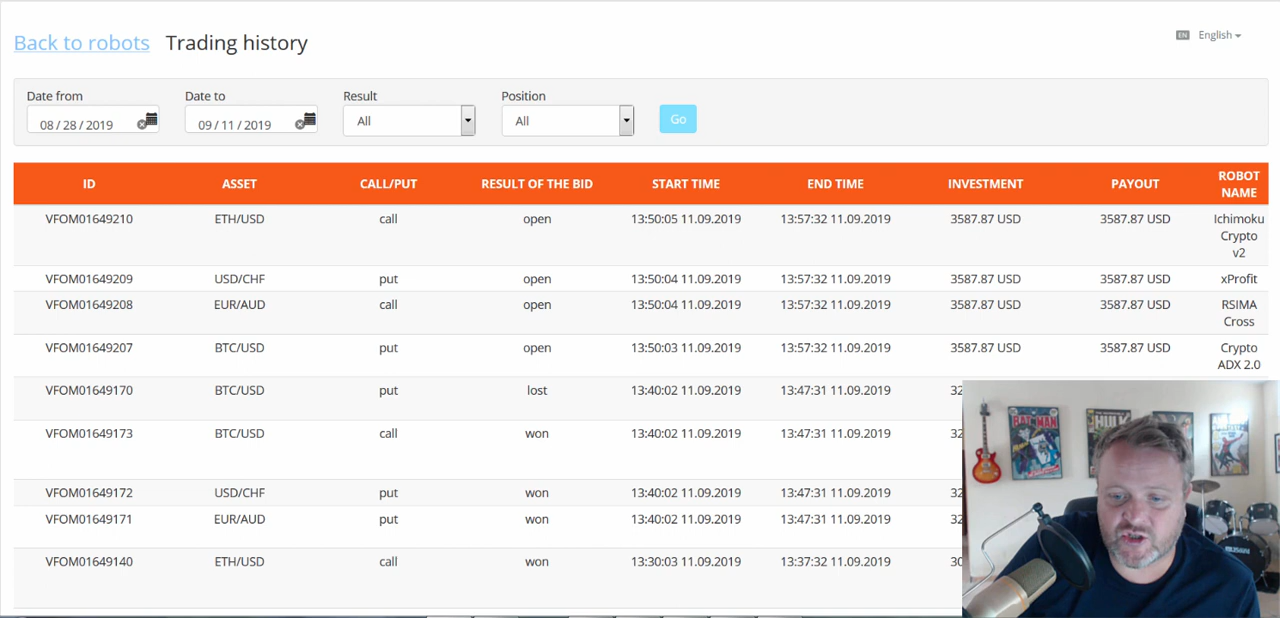 Back to robots Trading history
EN English
Date from Date to Result Position
08 / 28 / 2019 09 / 11 / 2019 All All Go
ID ASSET CALL/PUT RESULT OF THE BID START TIME END TIME INVESTMENT PAYOUT ROBOT
NAME
VFOM01649210 ETH/USD call open 13:50:05 11.09.2019 13:57:32 11.09.2019 3587.87 USD 3587.87 USD Ichimoku
Crypto
v2
VFOM01649209 USD/CHF put open 13:50:04 11.09.2019 13:57:32 11.09.2019 3587.87 USD 3587.87 USD xProfit
VFOM01649208 EUR/AUD call open 13:50:04 11.09.2019 13:57:32 11.09.2019 3587.87 USD 3587.87 USD RSIMA
Cross
VFOM01649207 BTC/USD put open 13:50:03 11.09.2019 13:57:32 11.09.2019 3587.87 USD 3587.87 USD Crypto
ADX 2.0
VFOM01649170 BTC/USD put lost 13:40:02 11.09.2019 13:47:31 11.09.2019 32
VFOM01649173 BTC/USD call won 13:40:02 11.09.2019 13:47:31 11.09.2019 32
VFOM01649172 USD/CHF put won 13:40:02 11.09.2019 13:47:31 11.09.2019 32
VFOM01649171 EUR/AUD put won 13:40:02 11.09.2019 13:47:31 11.09.2019 32
VFOM01649140 ETH/USD call won 13:30:03 11.09.2019 13:37:32 11.09.2019 30
BATMAN
HULK